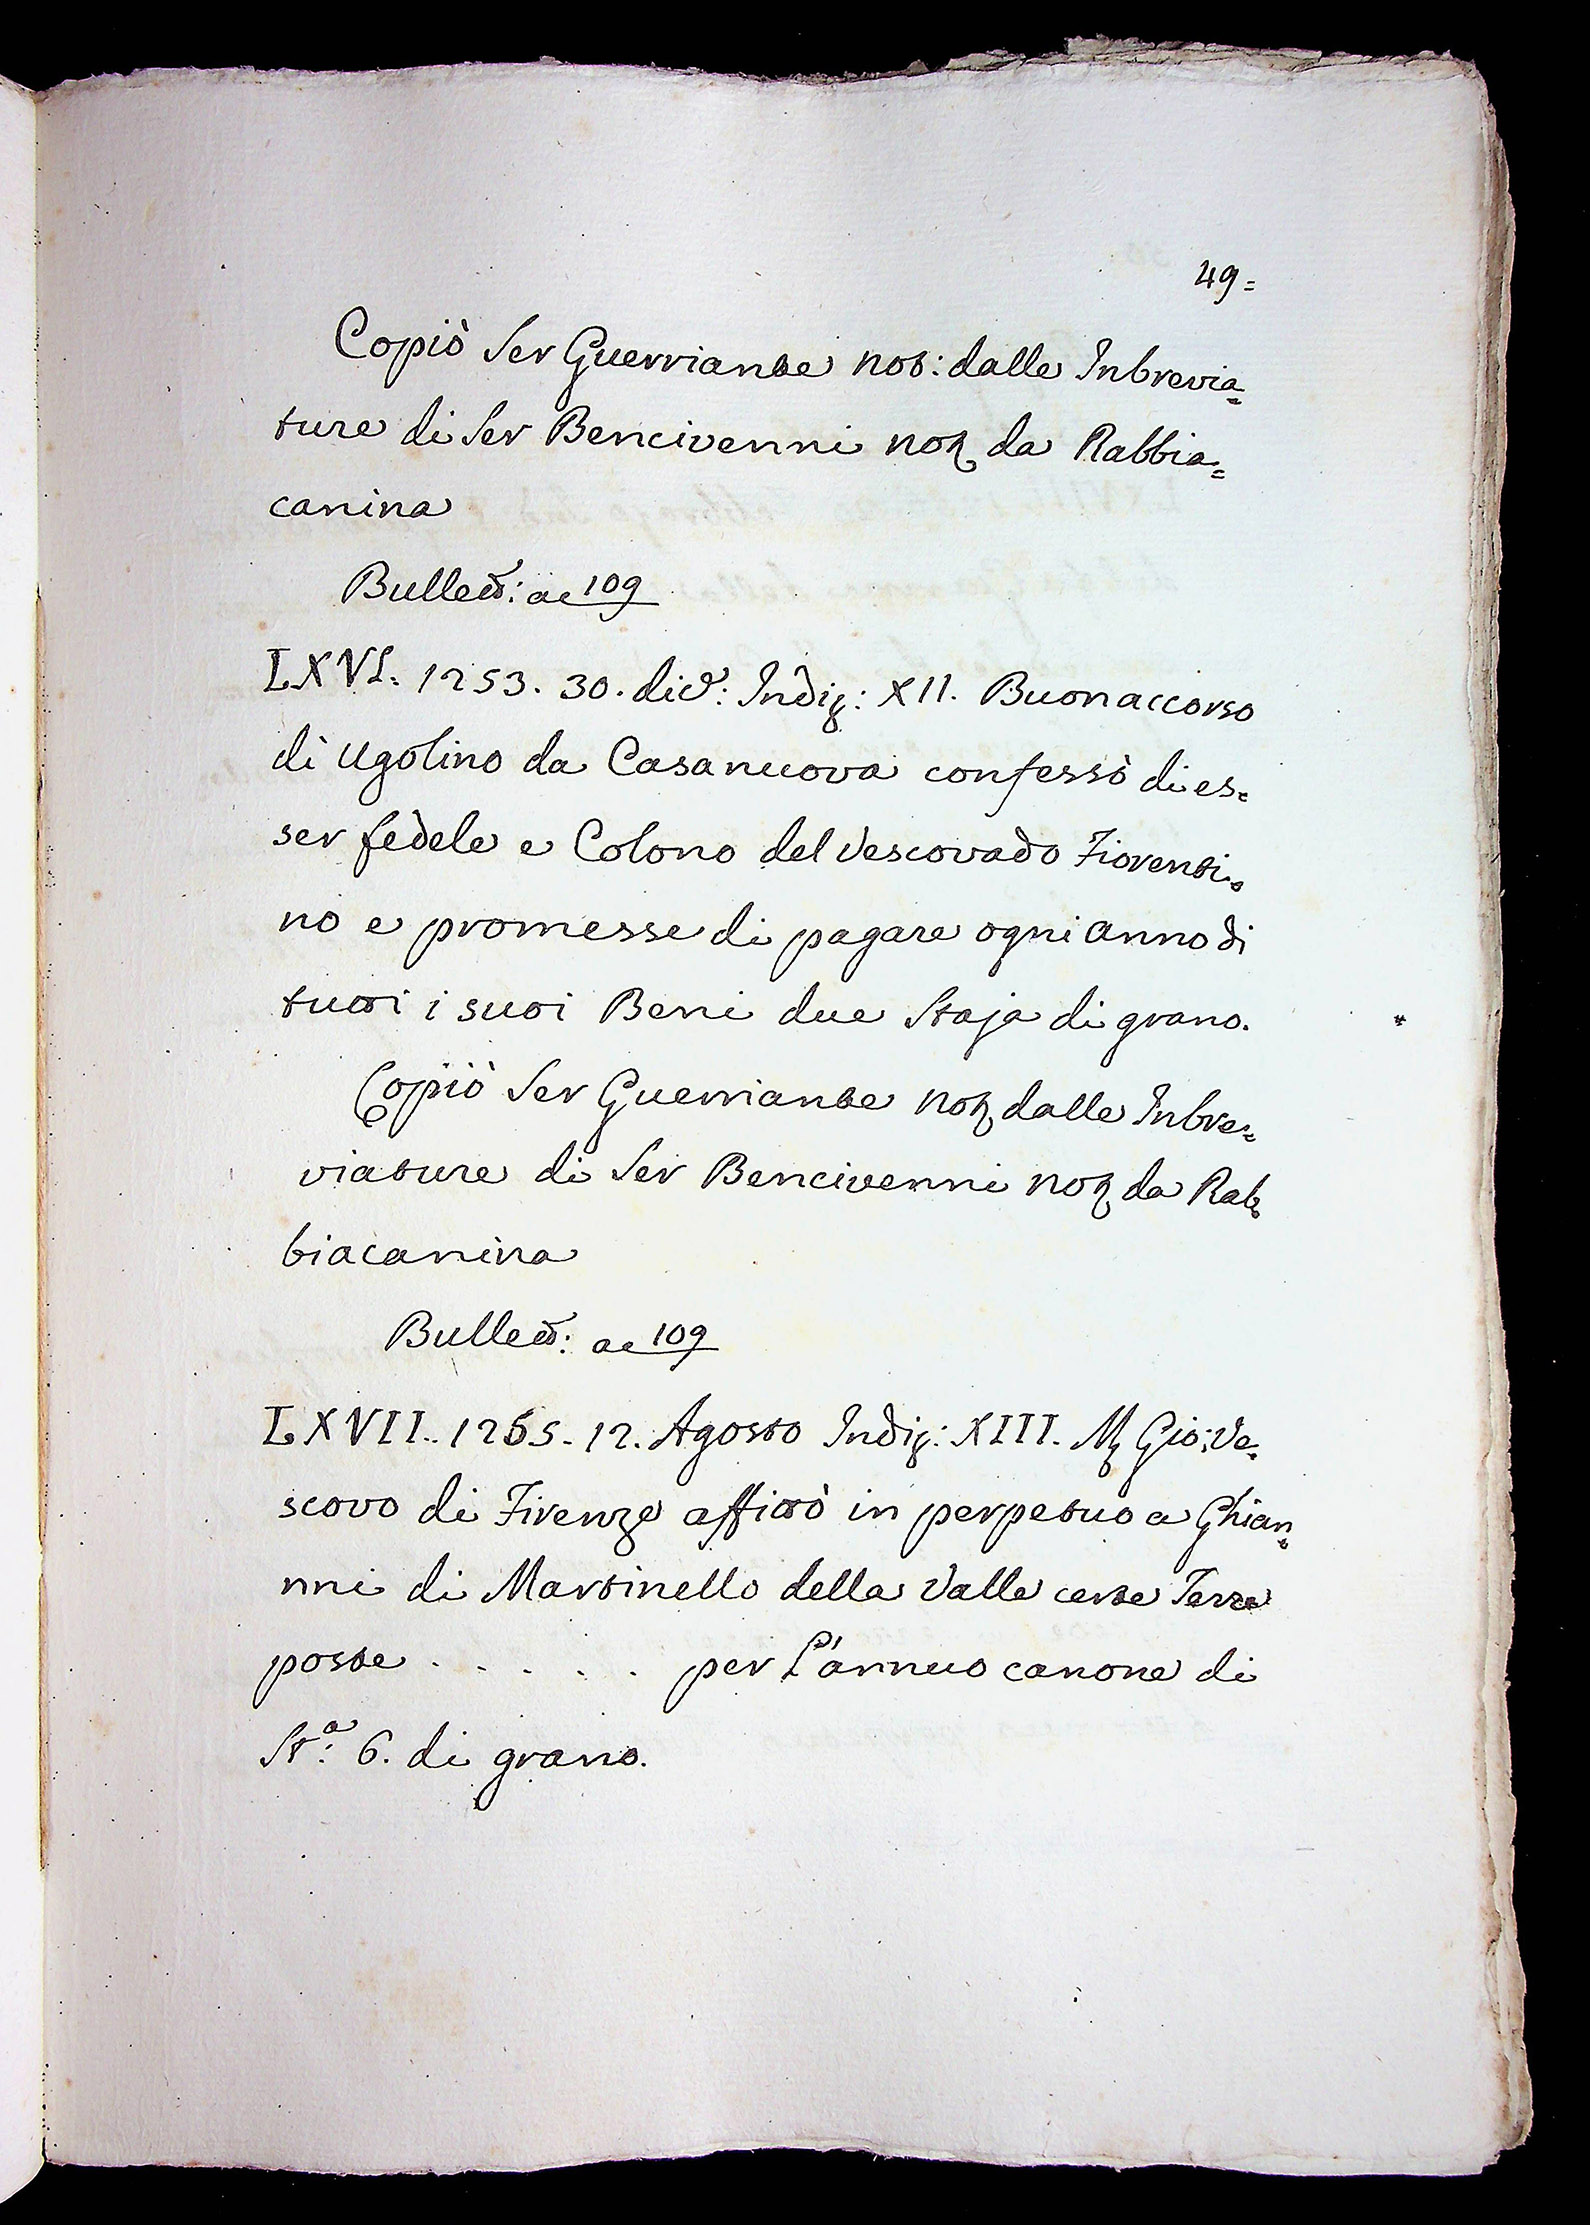 49=
Copiò Ser Guerriante not: dalle Inbrevia=
ture di Ser Bencivenni not. da Rabbia=
canina
Bullett: ac 109
LXVI. 1253. 30. dic.: Indiz: XII. Buonaccorso
di Ugolino da Casanuova confessò di es=
ser fedele e Colono del Vescovado Fiorenti=
no e promesse di pagare ogni anno di
tutti i suoi Beni due Staja di grano.
Copiò Ser Guerriante not. dalle Inbre=
viature di Ser Bencivenni not. da Rab=
biacanina
Bullett: ac 109
LXVII. 1255. 12. Agosto Indiz: XIII. M. Gio: Ve=
scovo di Firenze affittò in perpetuo a Ghian=
nni di Martinello della Valle certe Terre
poste . . . . . per l'annuo canone di
St.ª 6. di grano.